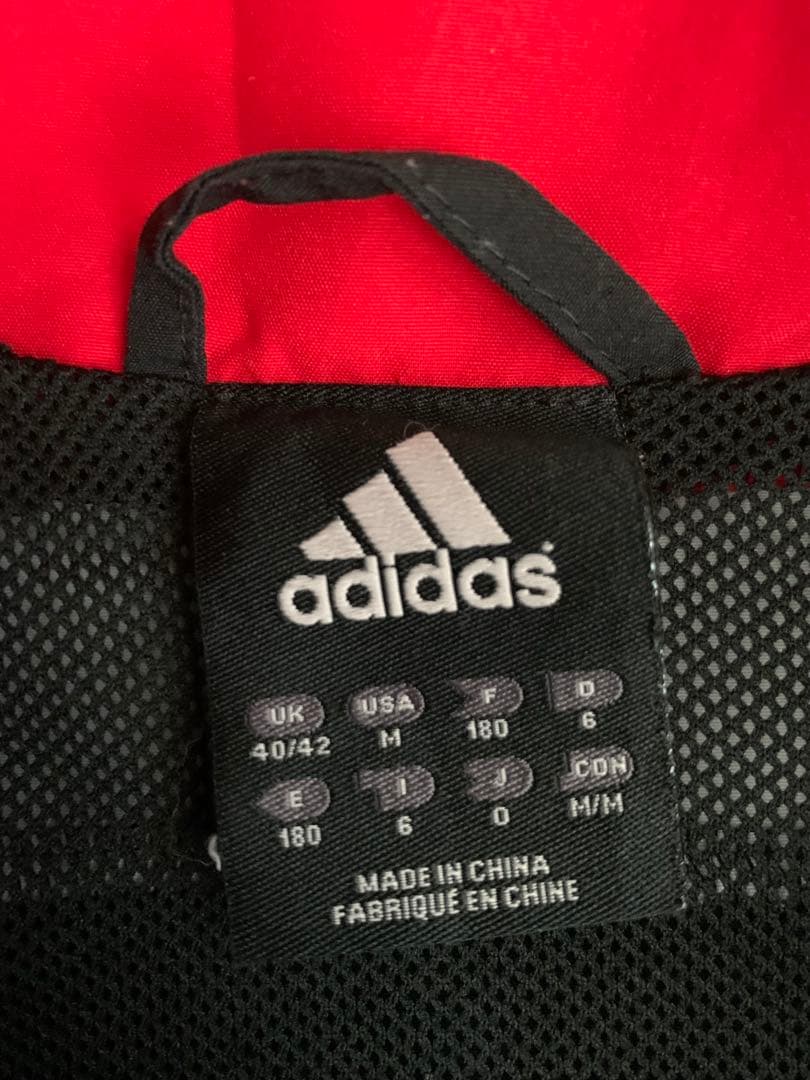 adidas
UK USA F D
40/42 M 180 6
E I J CDN
180 6 O M/M
MADE IN CHINA
FABRIQUÉ EN CHINE